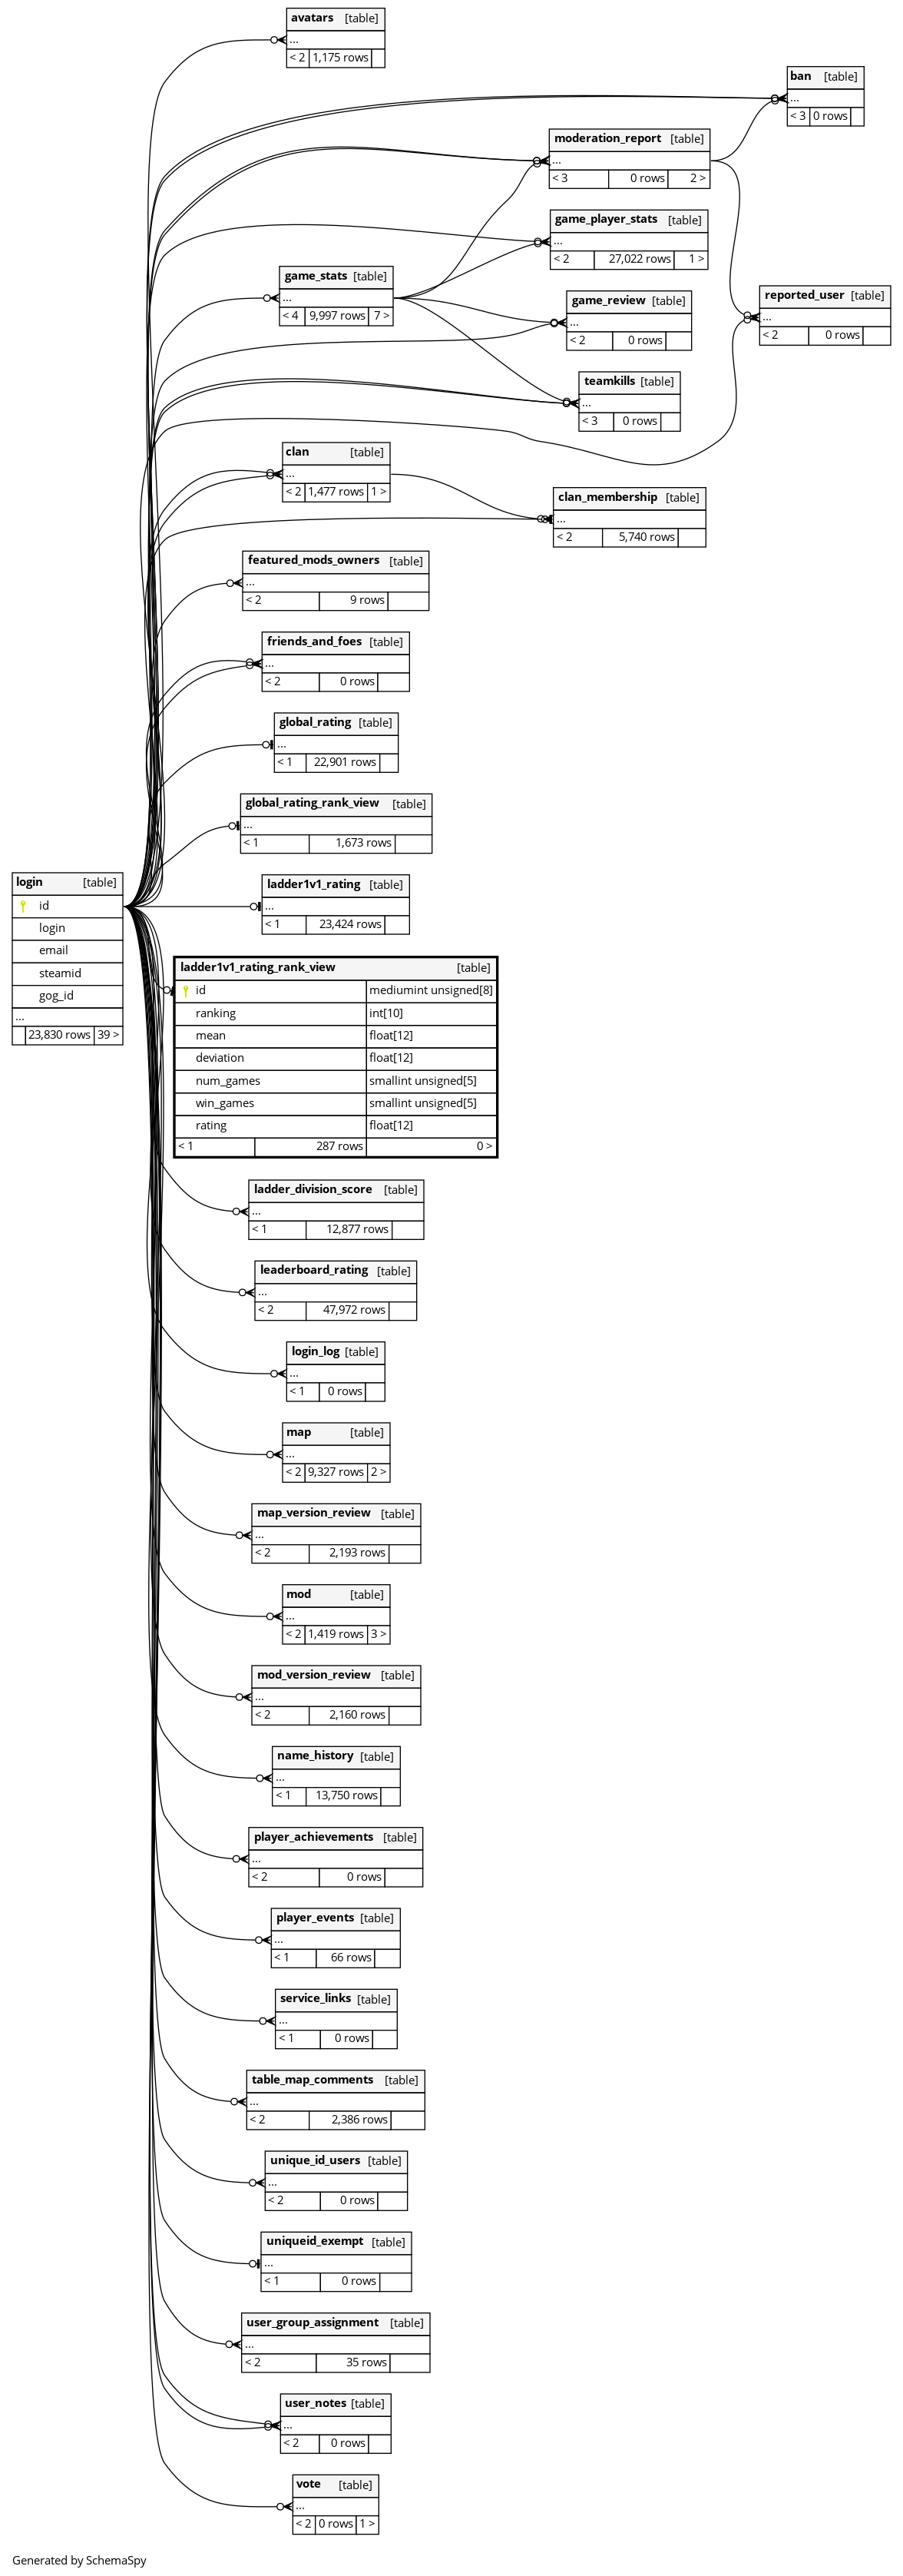 avatars [table]
...
< 2 1,175 rows
ban [table]
...
< 3 0 rows
moderation_report [table]
...
< 3 0 rows 2 >
game_player_stats [table]
...
< 2 27,022 rows 1 >
game_stats [table]
...
< 4 9,997 rows 7 >
game_review [table]
...
< 2 0 rows
reported_user [table]
...
< 2 0 rows
teamkills [table]
...
< 3 0 rows
clan [table]
...
< 2 1,477 rows 1 >
clan_membership [table]
...
< 2 5,740 rows
featured_mods_owners [table]
...
< 2 9 rows
friends_and_foes [table]
...
< 2 0 rows
global_rating [table]
...
< 1 22,901 rows
global_rating_rank_view [table]
...
< 1 1,673 rows
login [table]
id
login
email
steamid
gog_id
...
23,830 rows 39 >
ladder1v1_rating [table]
...
< 1 23,424 rows
ladder1v1_rating_rank_view [table]
id mediumint unsigned[8]
ranking int[10]
mean float[12]
deviation float[12]
num_games smallint unsigned[5]
win_games smallint unsigned[5]
rating float[12]
< 1 287 rows 0 >
ladder_division_score [table]
...
< 1 12,877 rows
leaderboard_rating [table]
...
< 2 47,972 rows
login_log [table]
...
< 1 0 rows
map [table]
...
< 2 9,327 rows 2 >
map_version_review [table]
...
< 2 2,193 rows
mod [table]
...
< 2 1,419 rows 3 >
mod_version_review [table]
...
< 2 2,160 rows
name_history [table]
...
< 1 13,750 rows
player_achievements [table]
...
< 2 0 rows
player_events [table]
...
< 1 66 rows
service_links [table]
...
< 1 0 rows
table_map_comments [table]
...
< 2 2,386 rows
unique_id_users [table]
...
< 2 0 rows
uniqueid_exempt [table]
...
< 1 0 rows
user_group_assignment [table]
...
< 2 35 rows
user_notes [table]
...
< 2 0 rows
vote [table]
...
< 2 0 rows 1 >
Generated by SchemaSpy